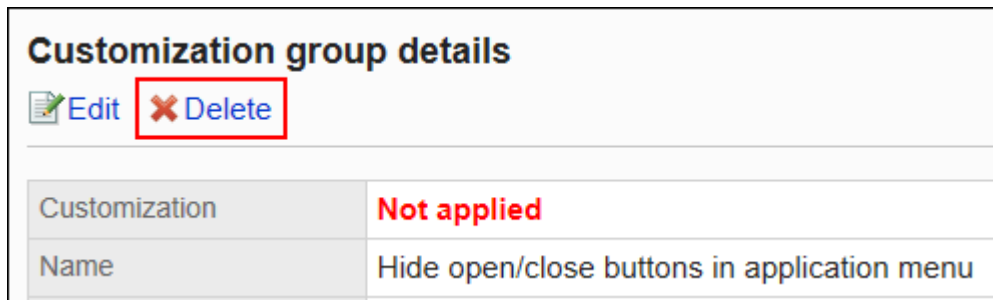 Customization group details
Edit Delete
Customization Not applied
Name Hide open/close buttons in application menu